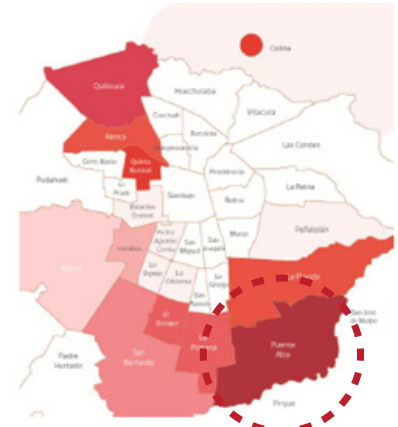 Colina
Quilicura
Huechuraba
Conchalí
Vitacura
Renca
Recoleta
Independencia
Las Condes
Cerro Navia
Quinta
Normal
Providencia
Pudahuel
Lo
Prado
La Reina
Santiago
Estación
Central
Ñuñoa
Pedro
Aguirre
Cerda
San
Miguel
San
Joaquín
Macul
Peñalolén
Cerrillos
Maipú
Lo
Espejo
La
Cisterna
La
Granja
La Florida
San
Ramón
El
Bosque
San José
de Maipo
La
Pintana
Puente
Alto
San
Bernardo
Padre
Hurtado
Pirque